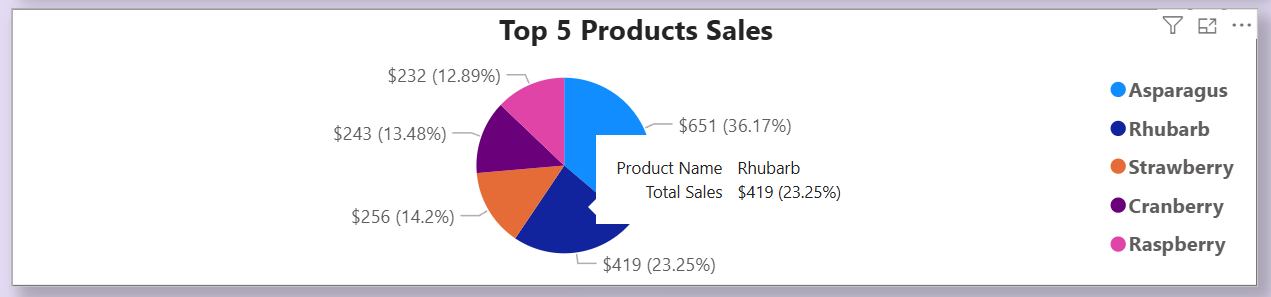 Top 5 Products Sales
$232 (12.89%)
$243 (13.48%)
$651 (36.17%)
Product Name Rhubarb
Total Sales $419 (23.25%)
$256 (14.2%)
$419 (23.25%)
Asparagus
Rhubarb
Strawberry
Cranberry
Raspberry